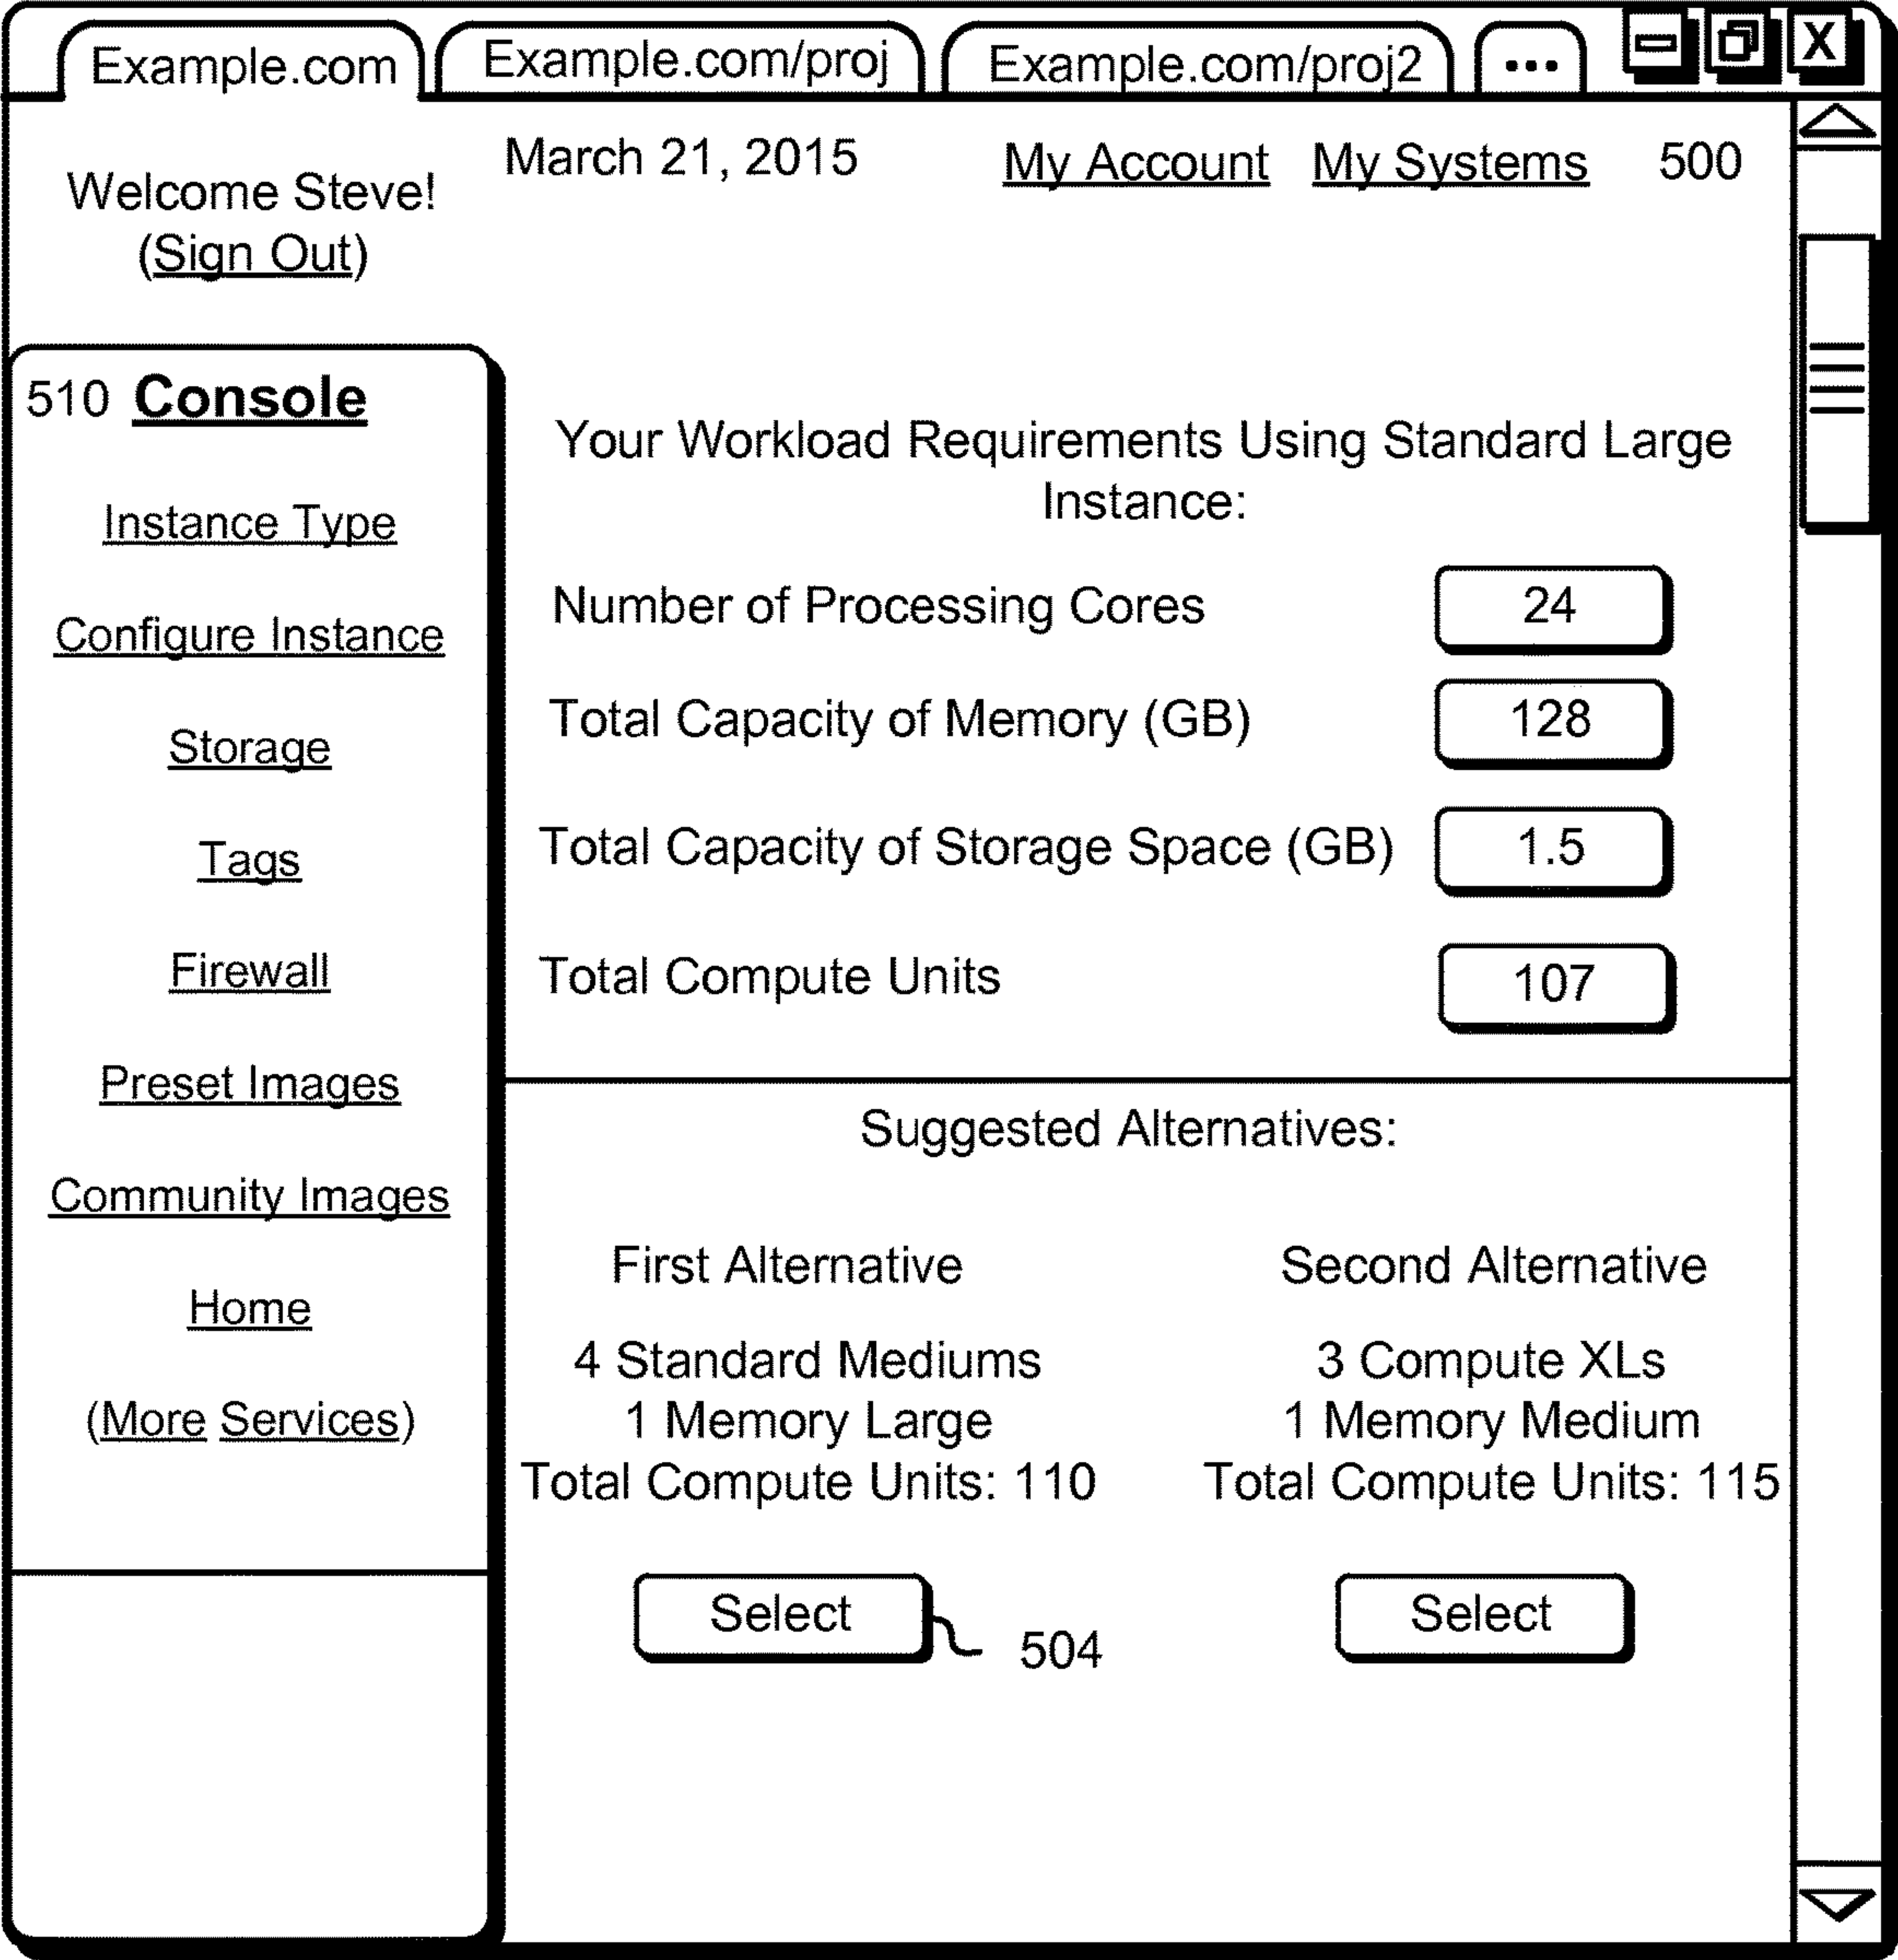 Example.com
Example.com/proj
Example.com/proj2
...
X
March 21, 2015
My Account
My Systems
500
Welcome Steve!
(Sign Out)
510 Console
Instance Type
Configure Instance
Storage
Tags
Firewall
Preset Images
Community Images
Home
(More Services)
Your Workload Requirements Using Standard Large
Instance:
Number of Processing Cores
24
Total Capacity of Memory (GB)
128
Total Capacity of Storage Space (GB)
1.5
Total Compute Units
107
Suggested Alternatives:
First Alternative
4 Standard Mediums
1 Memory Large
Total Compute Units: 110
Select
504
Second Alternative
3 Compute XLs
1 Memory Medium
Total Compute Units: 115
Select